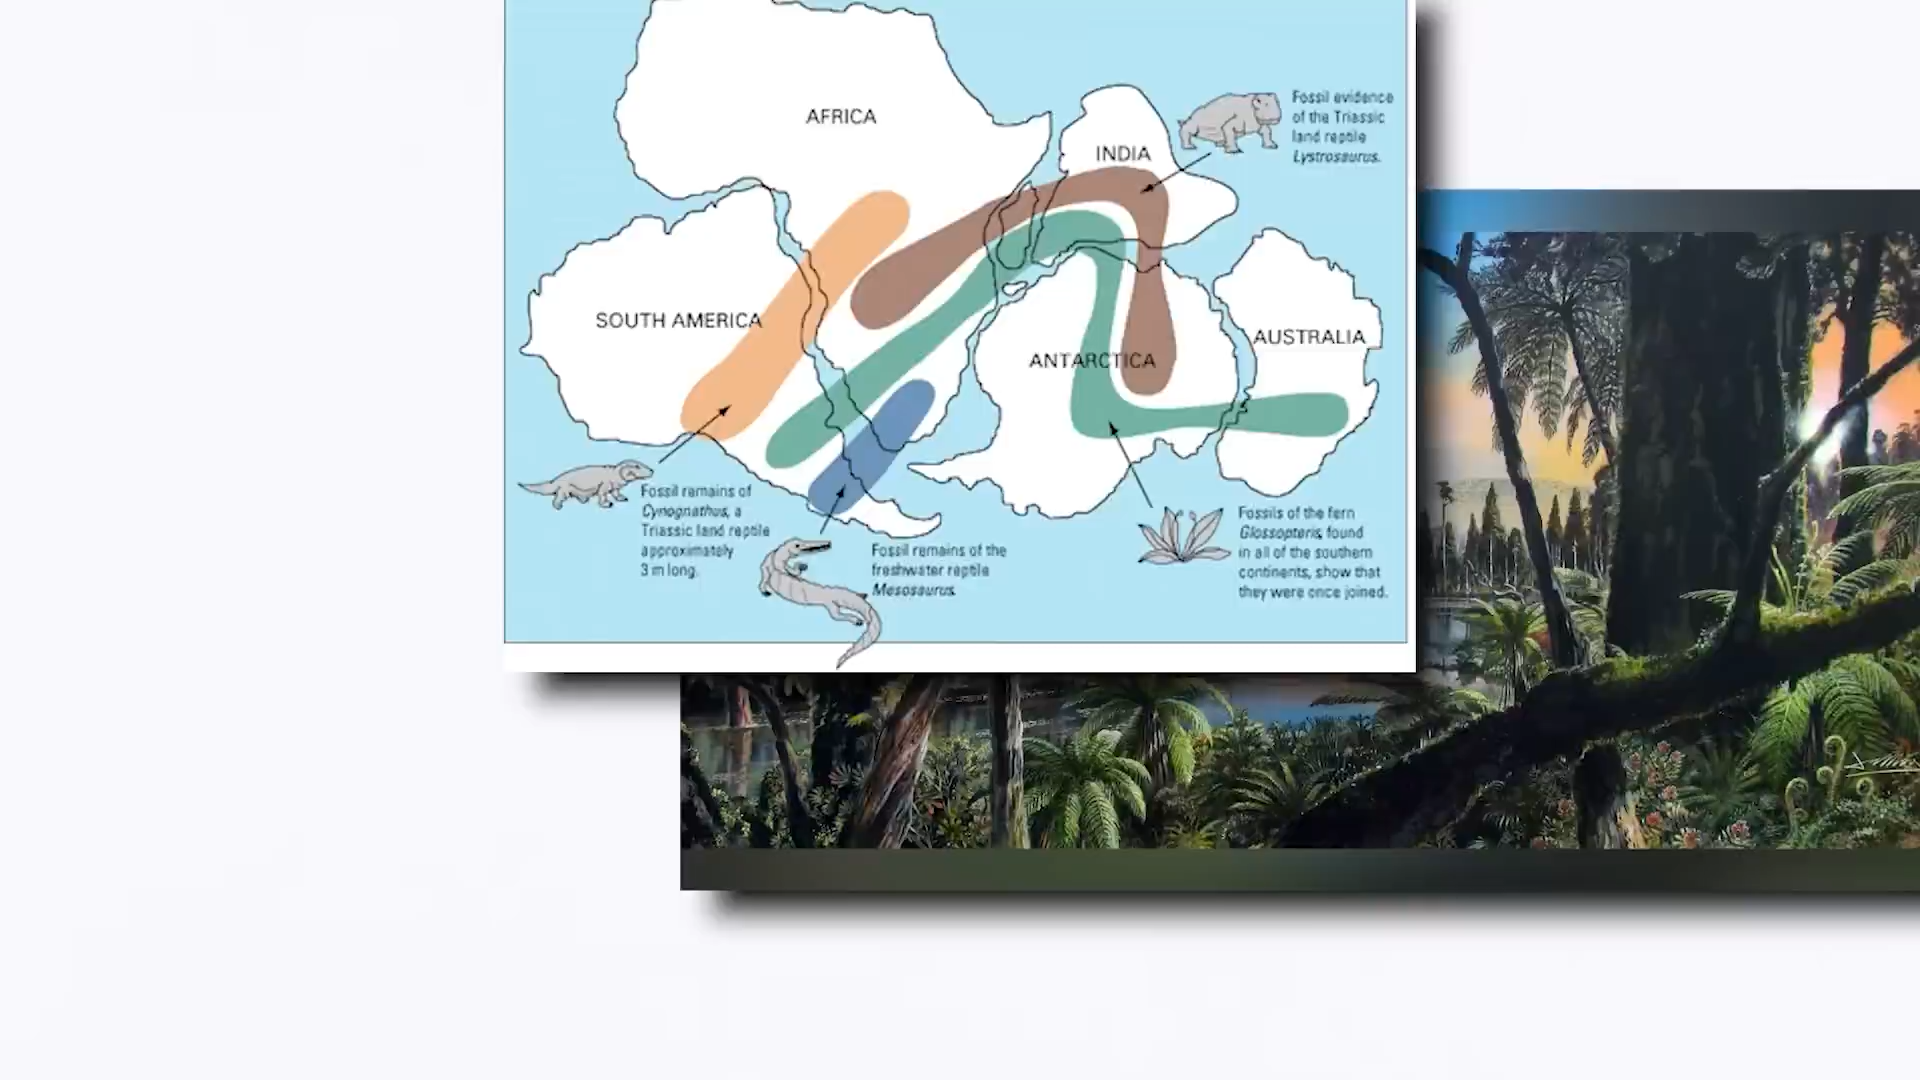 AFRICA
INDIA
Fossil evidence
of the Triassic
land reptile
Lystrosaurus.
SOUTH AMERICA
ANTARCTICA
AUSTRALIA
Fossil remains of
Cynognathus, a
Triassic land reptile
approximately
3 m long.
Fossil remains of the
freshwater reptile
Mesosaurus.
Fossils of the fern
Glossopteris, found
in all of the southern
continents, show that
they were once joined.